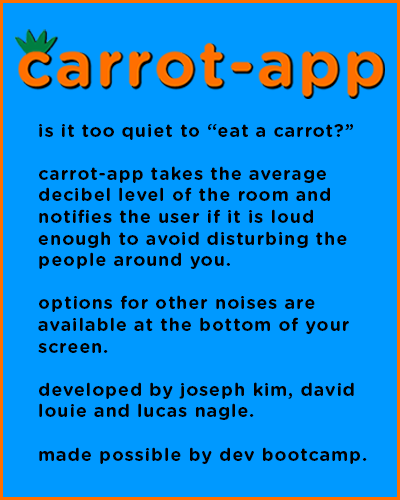 carrot-app
is it too quiet to “eat a carrot?”
carrot-app takes the average
decibel level of the room and
notifies the user if it is loud
enough to avoid disturbing the
people around you.
options for other noises are
available at the bottom of your
screen.
developed by joseph kim, david
louie and lucas nagle.
made possible by dev bootcamp.